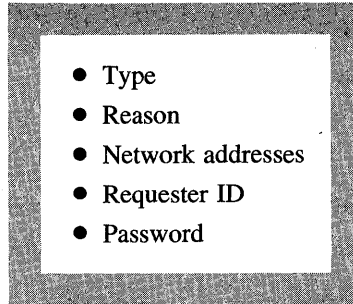 ● Type
● Reason
● Network addresses
● Requester ID
● Password